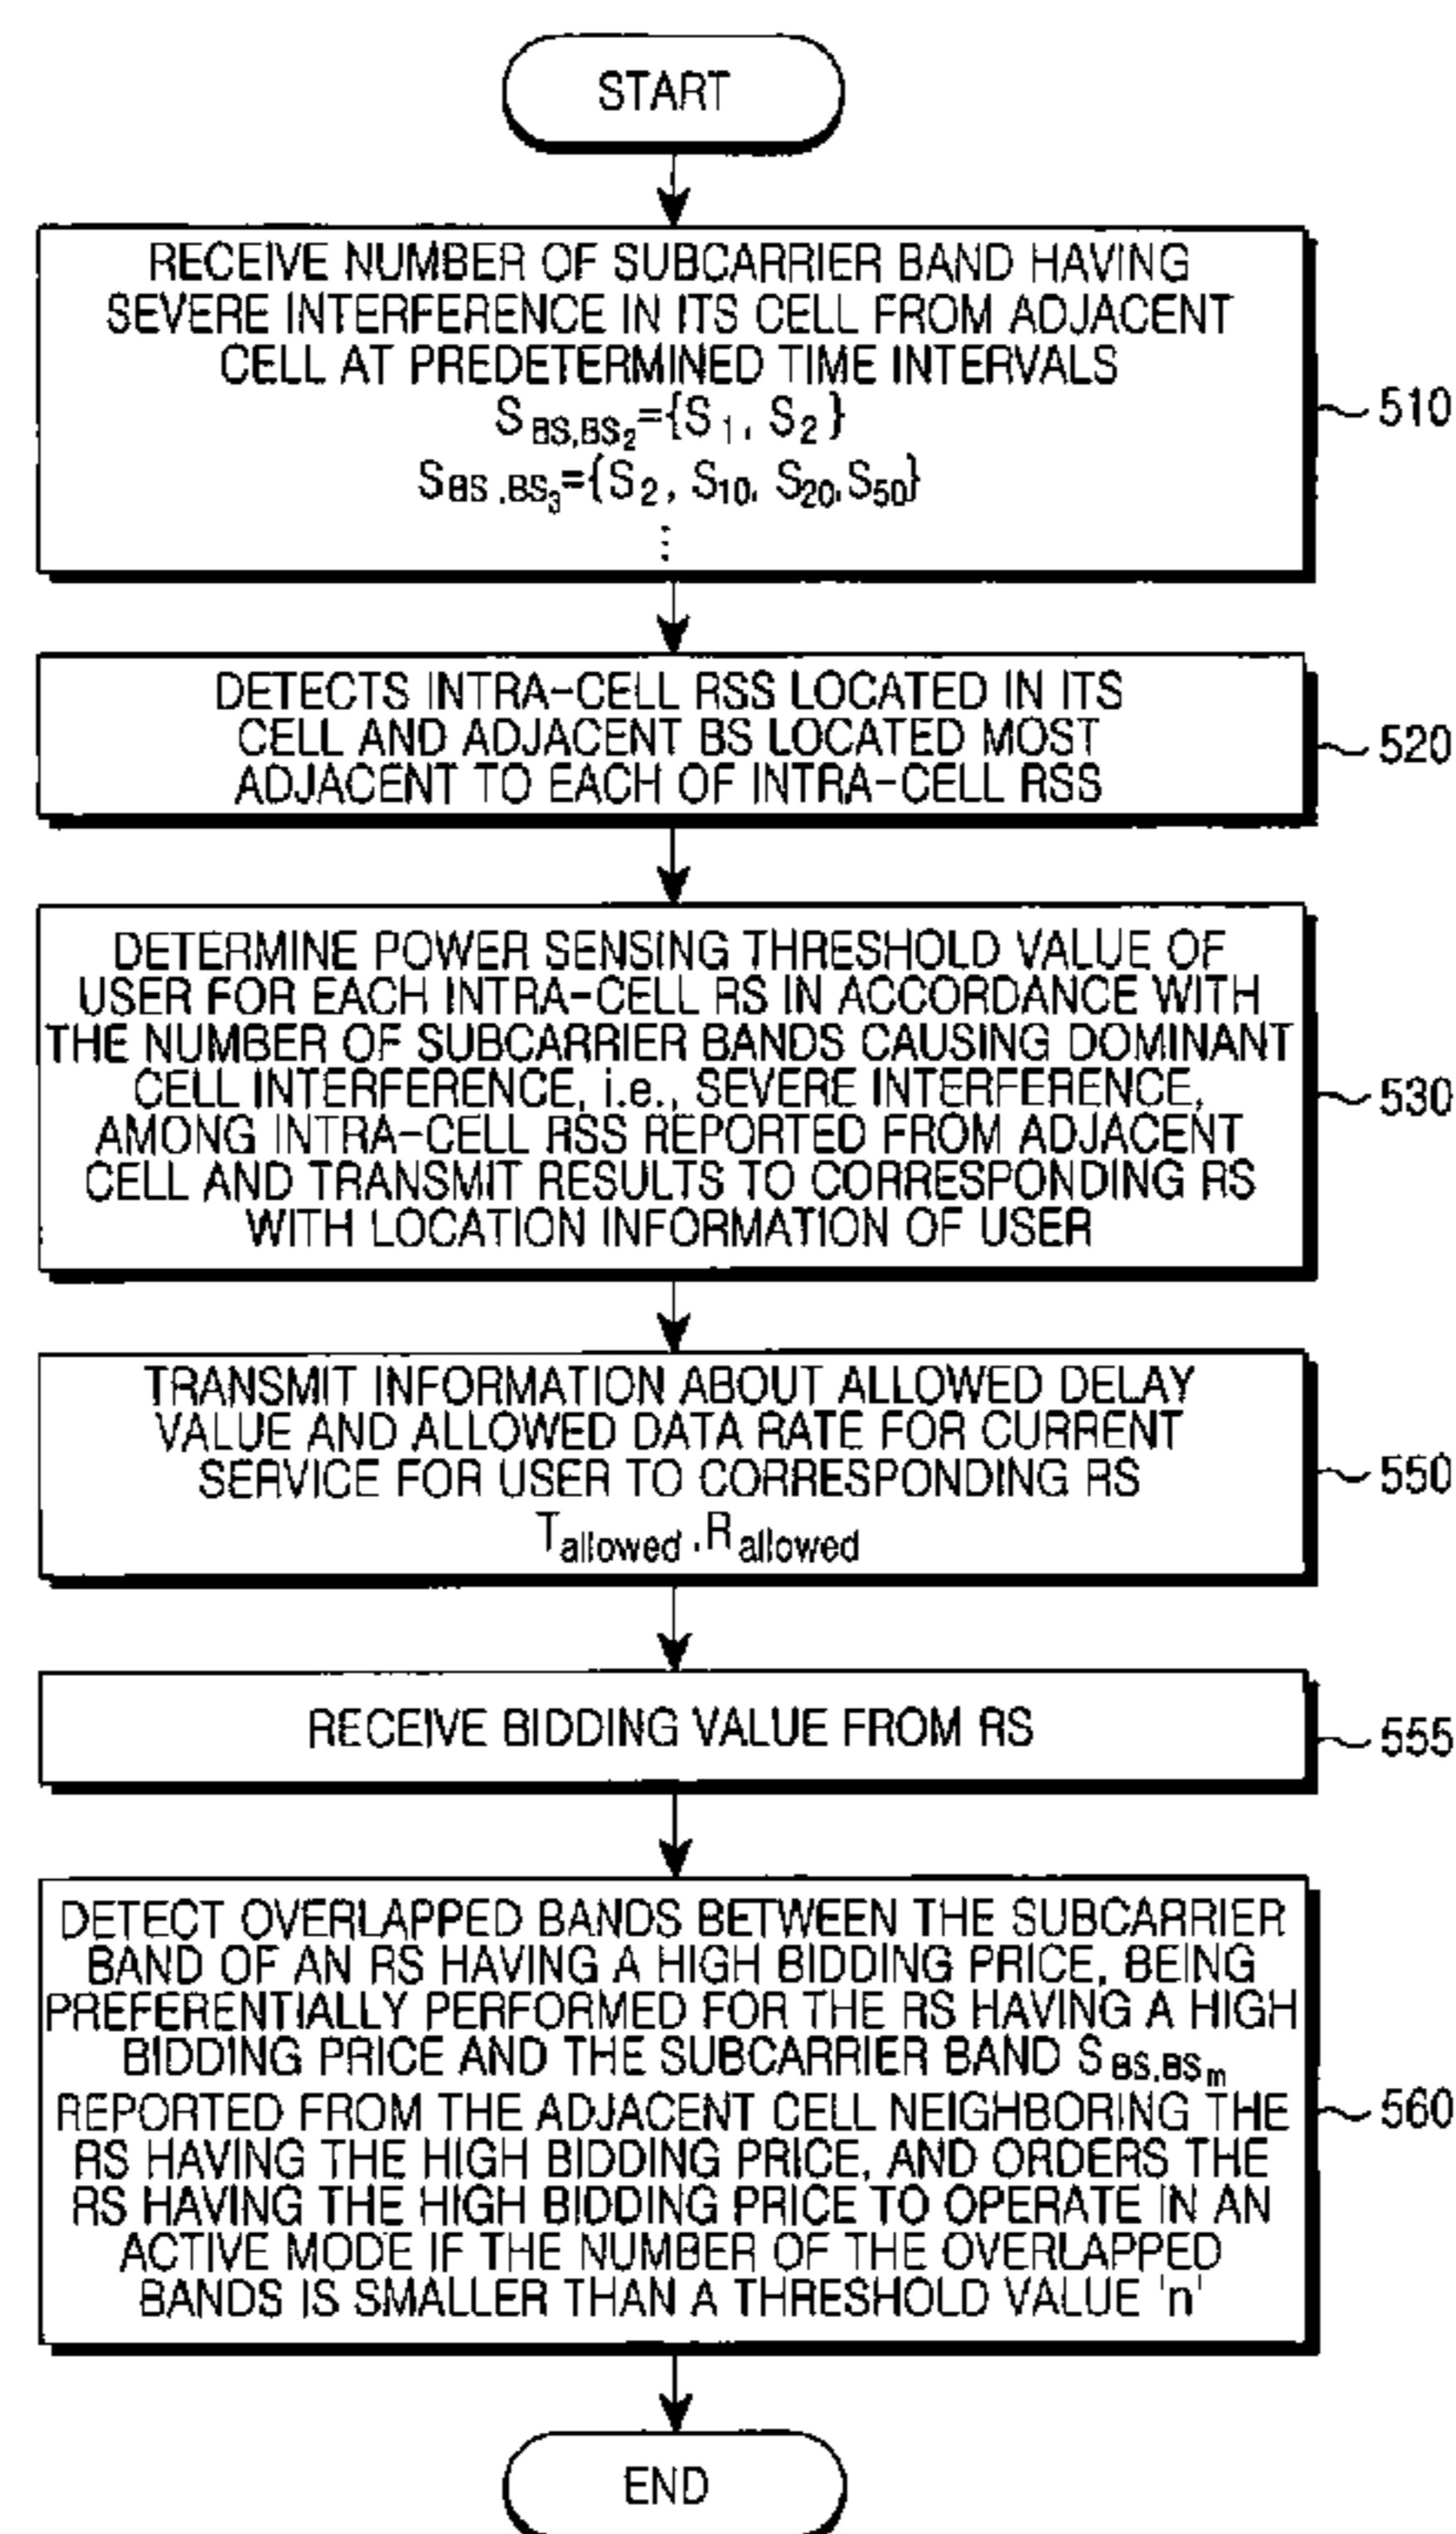 START
RECEIVE NUMBER OF SUBCARRIER BAND HAVING
SEVERE INTERFERENCE IN ITS CELL FROM ADJACENT
CELL AT PREDETERMINED TIME INTERVALS
S BS,BS2={S1, S2}
S BS,BS3={S2, S10, S20, S50}
⋮
510
DETECTS INTRA-CELL RSS LOCATED IN ITS
CELL AND ADJACENT BS LOCATED MOST
ADJACENT TO EACH OF INTRA-CELL RSS
520
DETERMINE POWER SENSING THRESHOLD VALUE OF
USER FOR EACH INTRA-CELL RS IN ACCORDANCE WITH
THE NUMBER OF SUBCARRIER BANDS CAUSING DOMINANT
CELL INTERFERENCE, i.e., SEVERE INTERFERENCE,
AMONG INTRA-CELL RSS REPORTED FROM ADJACENT
CELL AND TRANSMIT RESULTS TO CORRESPONDING RS
WITH LOCATION INFORMATION OF USER
530
TRANSMIT INFORMATION ABOUT ALLOWED DELAY
VALUE AND ALLOWED DATA RATE FOR CURRENT
SERVICE FOR USER TO CORRESPONDING RS
Tallowed, Rallowed
550
RECEIVE BIDDING VALUE FROM RS
555
DETECT OVERLAPPED BANDS BETWEEN THE SUBCARRIER
BAND OF AN RS HAVING A HIGH BIDDING PRICE, BEING
PREFERENTIALLY PERFORMED FOR THE RS HAVING A HIGH
BIDDING PRICE AND THE SUBCARRIER BAND S BS,BSm
REPORTED FROM THE ADJACENT CELL NEIGHBORING THE
RS HAVING THE HIGH BIDDING PRICE, AND ORDERS THE
RS HAVING THE HIGH BIDDING PRICE TO OPERATE IN AN
ACTIVE MODE IF THE NUMBER OF THE OVERLAPPED
BANDS IS SMALLER THAN A THRESHOLD VALUE 'n'
560
END